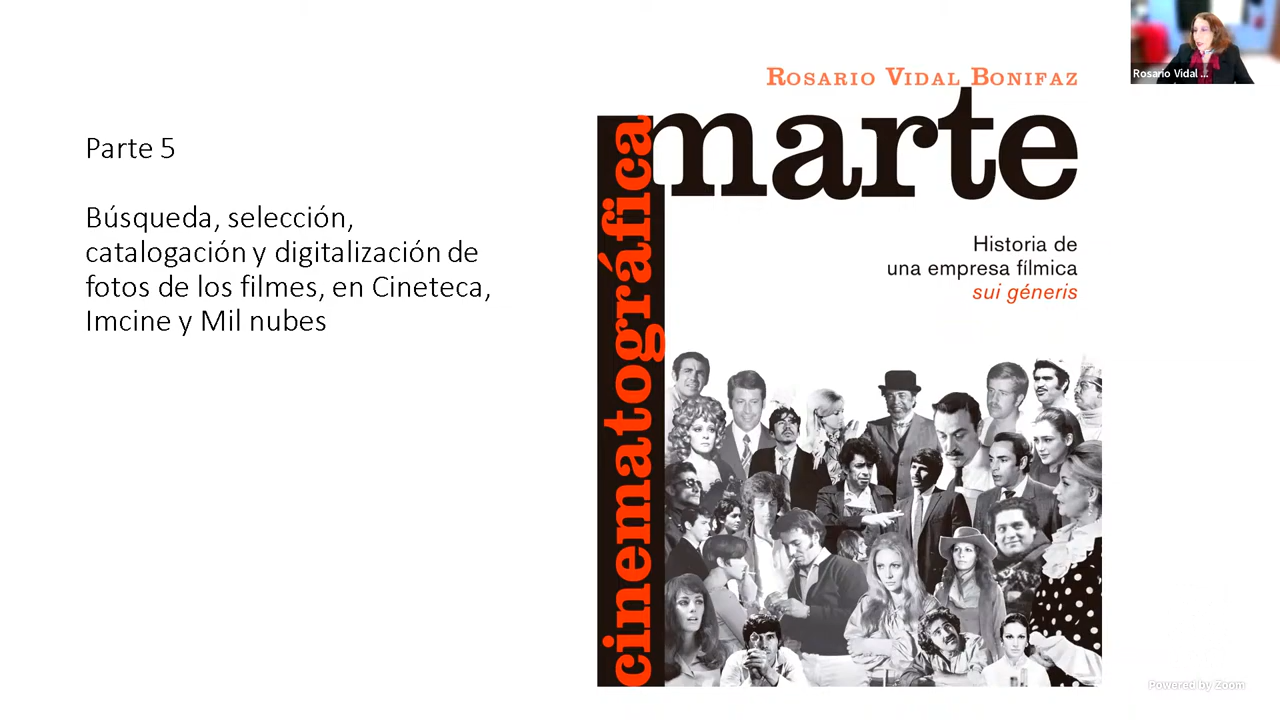 Parte 5
Búsqueda, selección,
catalogación y digitalización de
fotos de los filmes, en Cineteca,
Imcine y Mil nubes
ROSARIO VIDAL BONIFAZ
cinematográfica
marte
Historia de
una empresa fílmica
sui géneris
Rosario Vidal ...
Powered by Zoom